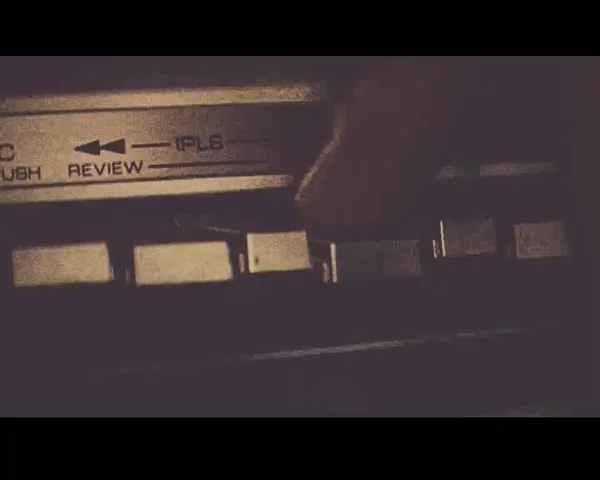 C ◀◀ — IPLS —
USH REVIEW